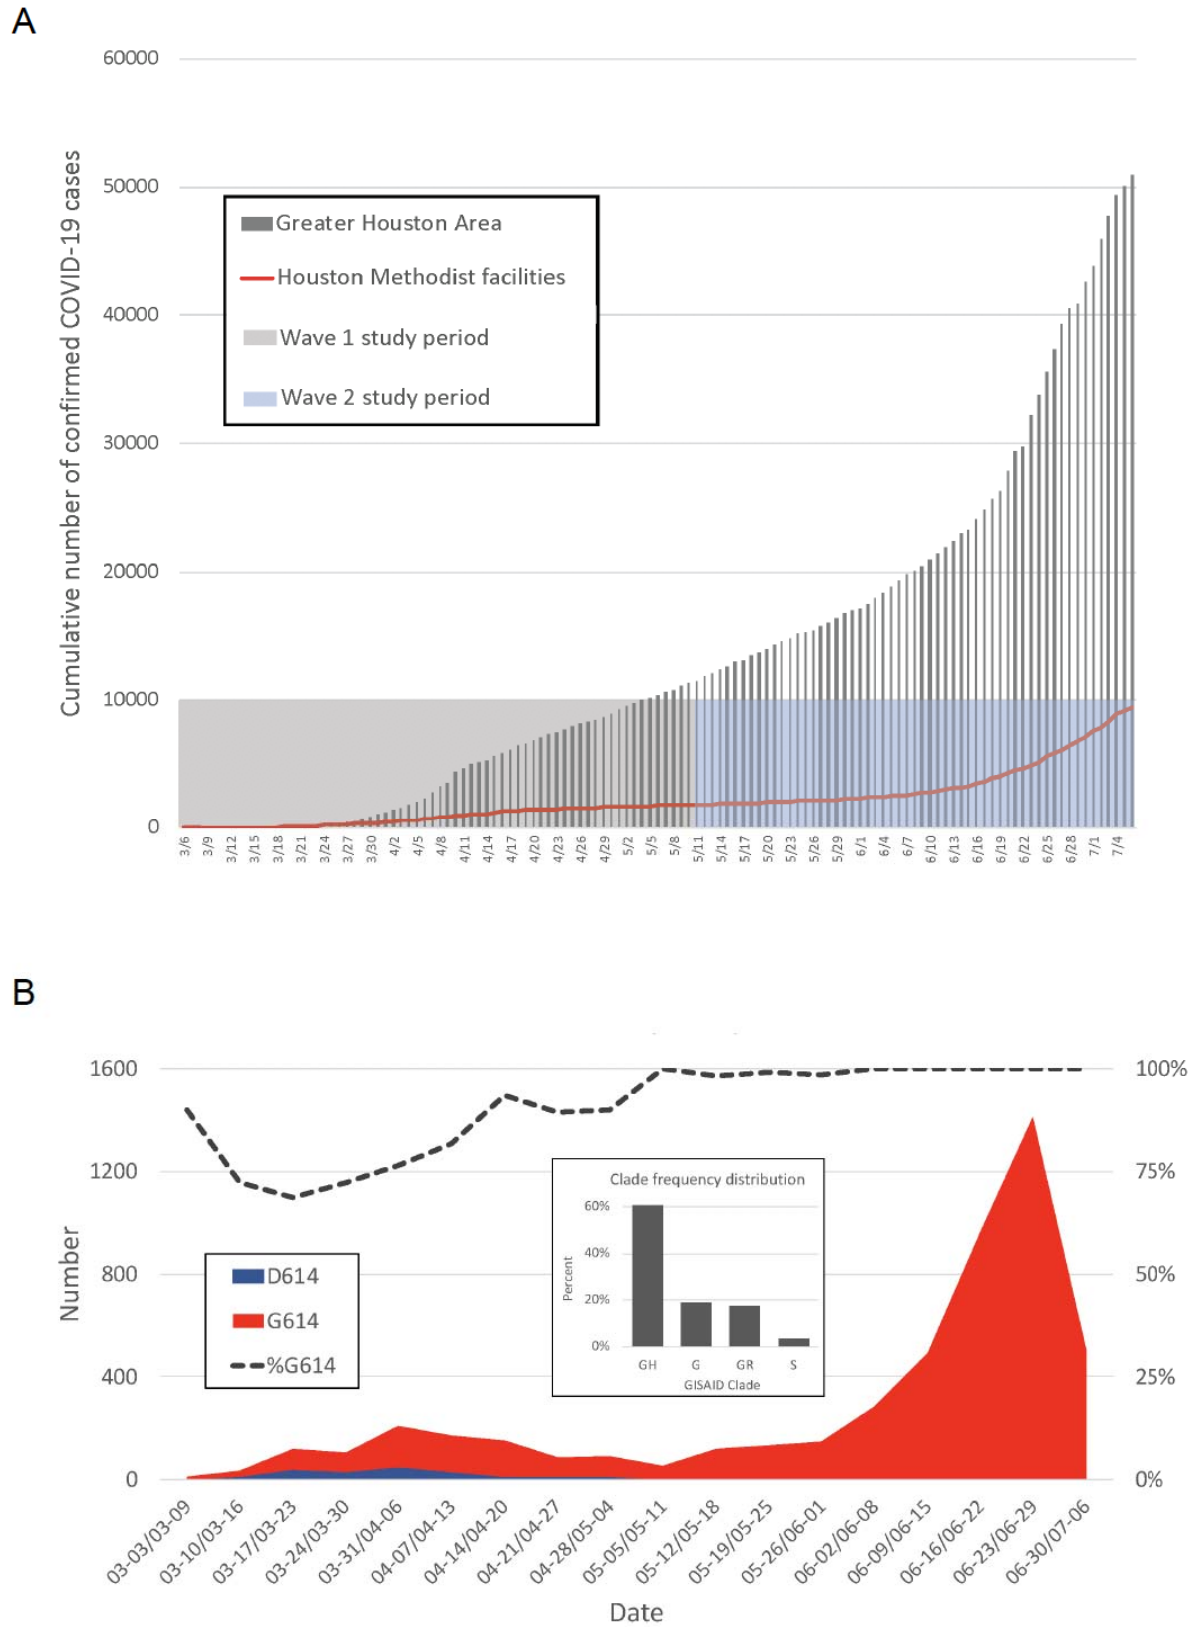 A
60000
50000
40000
30000
20000
10000
0
Cumulative number of confirmed COVID-19 cases
Greater Houston Area
Houston Methodist facilities
Wave 1 study period
Wave 2 study period
3/6 3/9 3/12 3/15 3/18 3/21 3/24 3/27 3/30 4/2 4/5 4/8 4/11 4/14 4/17 4/20 4/23 4/26 4/29 5/2 5/5 5/8 5/11 5/14 5/17 5/20 5/23 5/26 5/29 6/1 6/4 6/7 6/10 6/13 6/16 6/19 6/22 6/25 6/28 7/1 7/4
B
1600
1200
800
400
0
Number
100%
75%
50%
25%
0%
D614
G614
%G614
Clade frequency distribution
60%
40%
20%
0%
Percent
GH G GR S
GISAID Clade
03-03/03-09
03-10/03-16
03-17/03-23
03-24/03-30
03-31/04-06
04-07/04-13
04-14/04-20
04-21/04-27
04-28/05-04
05-05/05-11
05-12/05-18
05-19/05-25
05-26/06-01
06-02/06-08
06-09/06-15
06-16/06-22
06-23/06-29
06-30/07-06
Date